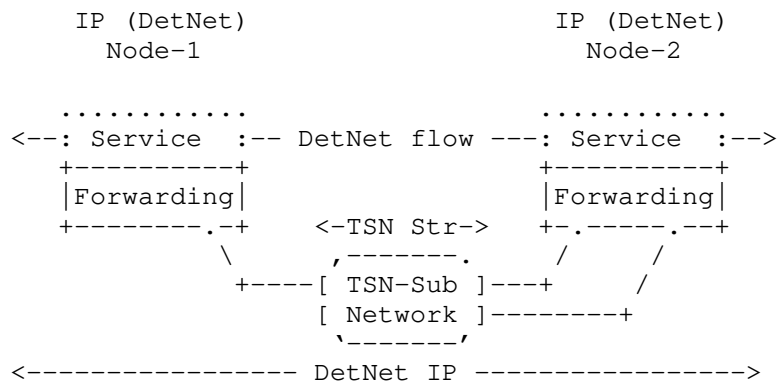 IP (DetNet) IP (DetNet)
Node-1 Node-2
............ ............
<--: Service :-- DetNet flow ---: Service :-->
+----------+ +----------+
|Forwarding| |Forwarding|
+--------.-+ <-TSN Str-> +-.-----.--+
\ ,-------. / /
+----[ TSN-Sub ]---+ /
[ Network ]--------+
`-------'
<----------------- DetNet IP ----------------->